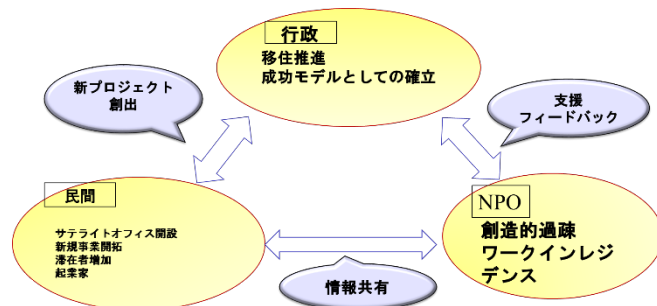 行政
移住推進
成功モデルとしての確立
新プロジェクト
創出
支援
フィードバック
民間
サテライトオフィス開設
新規事業開拓
滞在者増加
起業家
NPO
創造的過疎
ワークインレジ
デンス
情報共有